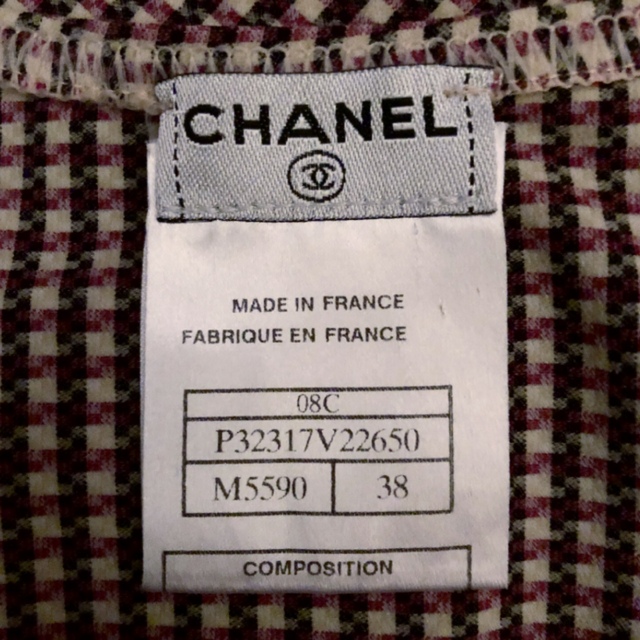 CHANEL
MADE IN FRANCE
FABRIQUE EN FRANCE
08C
P32317V22650
M5590 38
COMPOSITION